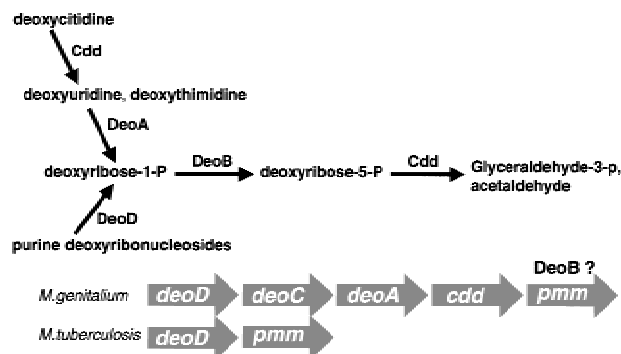 deoxycitidine
Cdd
deoxyuridine, deoxythimidine
DeoA
deoxyribose-1-P
DeoB
deoxyribose-5-P
Cdd
Glyceraldehyde-3-p,
acetaldehyde
DeoD
purine deoxyribonucleosides
DeoB ?
M.genitalium deoD deoC deoA cdd pmm
M.tuberculosis deoD pmm